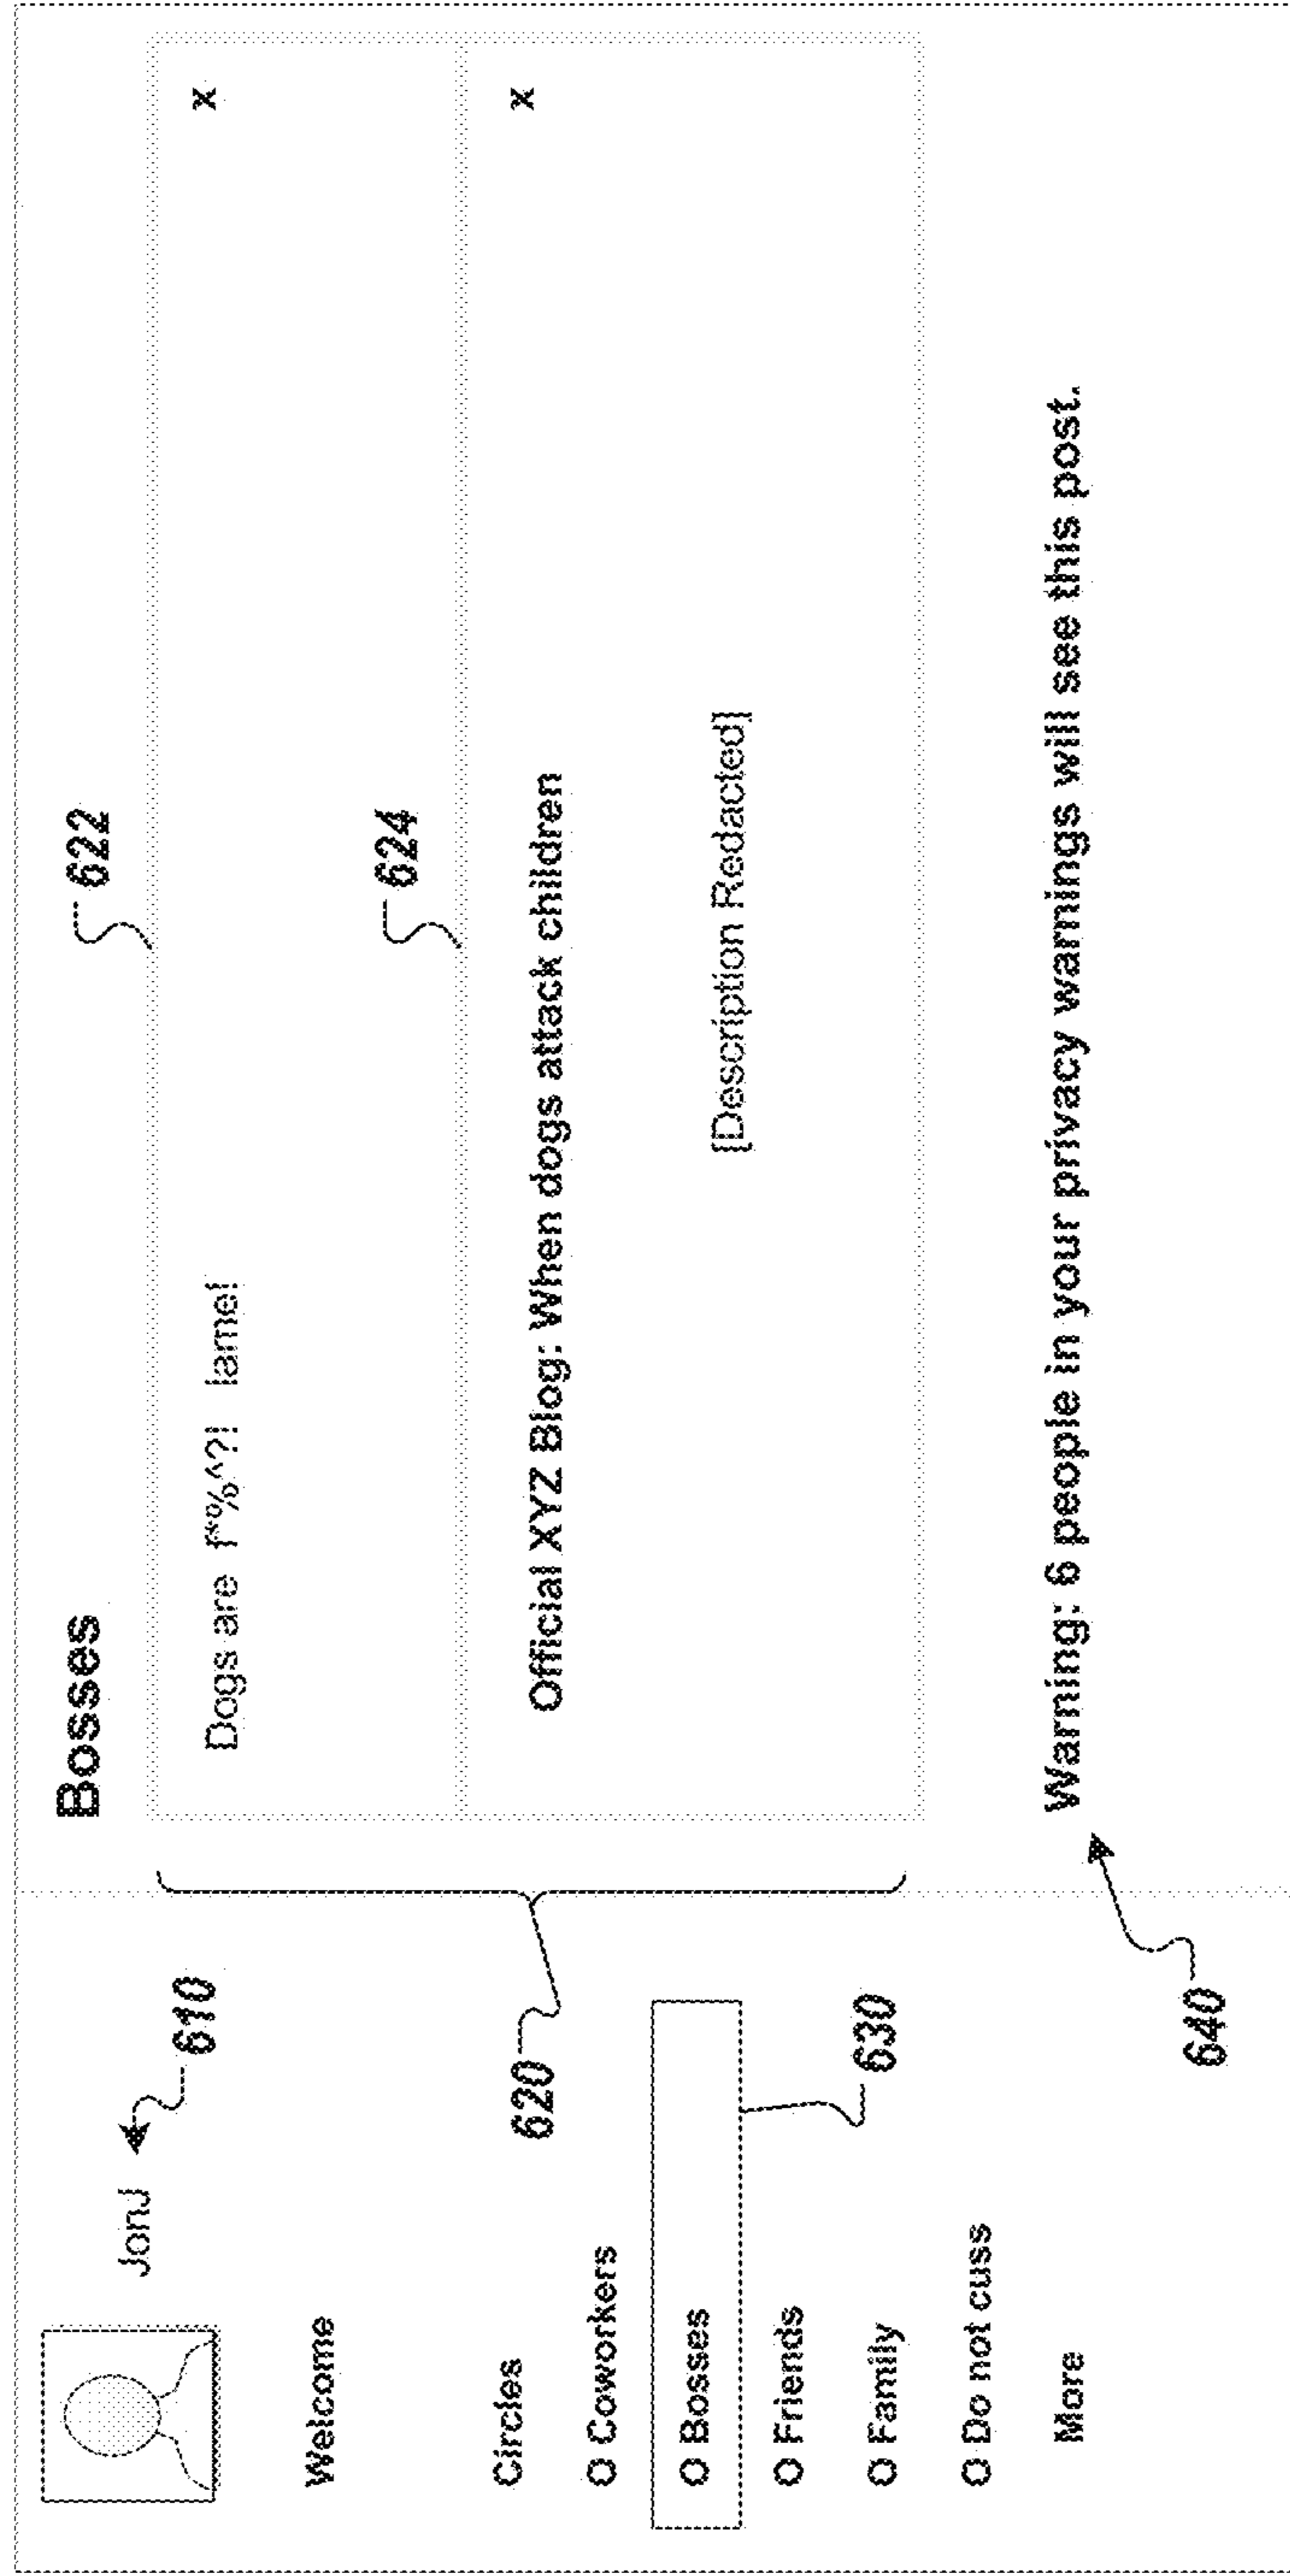 JonJ
610
Welcome
Circles
O Coworkers
O Bosses
O Friends
O Family
O Do not cuss
More
620
630
640
Bosses
622
Dogs are f*%^?! lame!
x
624
Official XYZ Blog: When dogs attack children
x
[Description Redacted]
Warning: 6 people in your privacy warnings will see this post.